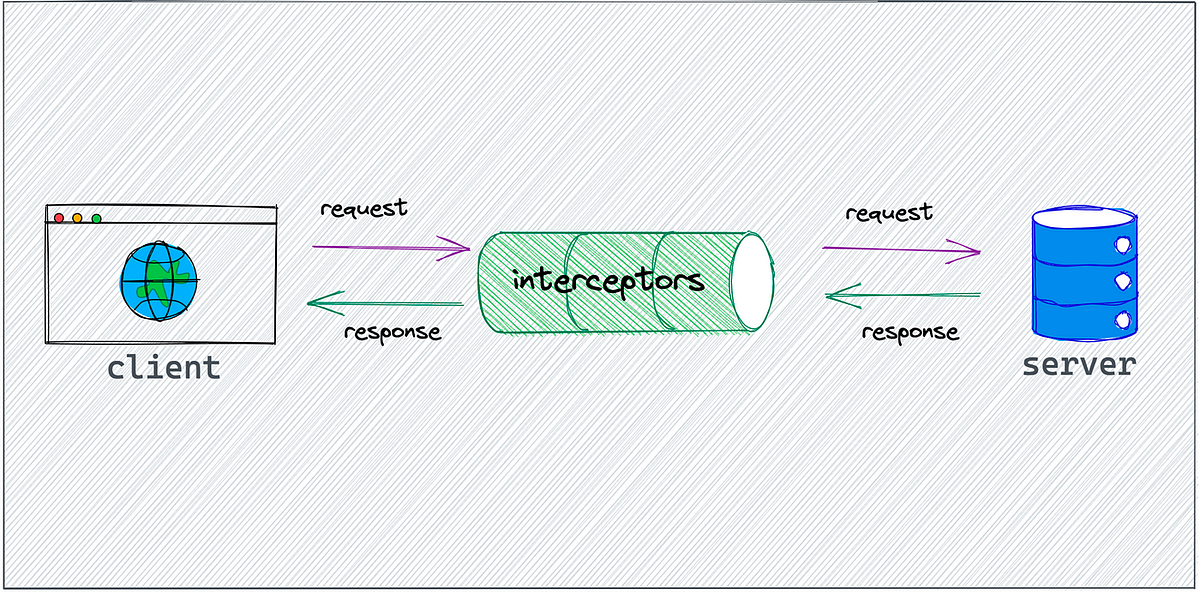 request
request
interceptors
response
response
client
server